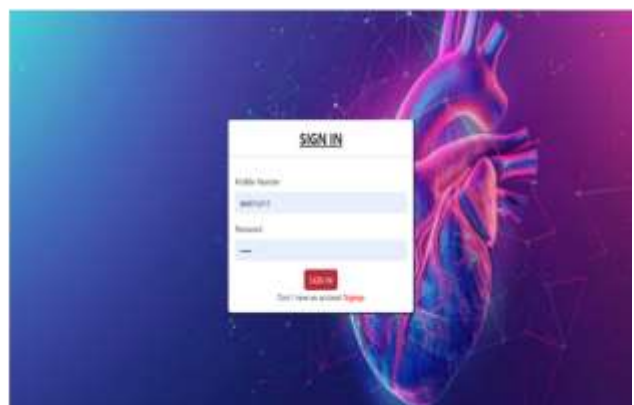 SIGN IN
Mobile Number
Password
SIGN IN
Don't have an account Signup